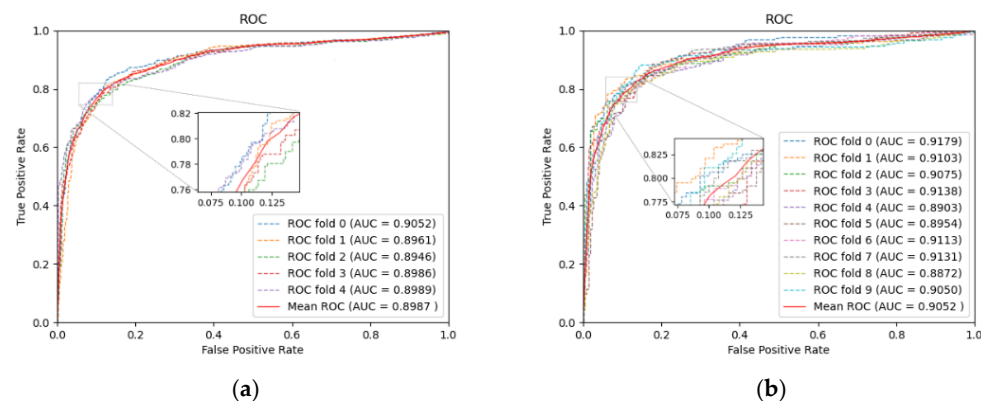 ROC
1.0
0.8
0.6
0.4
0.2
0.0
True Positive Rate
0.82
0.80
0.78
0.76
0.075 0.100 0.125
ROC fold 0 (AUC = 0.9052)
ROC fold 1 (AUC = 0.8961)
ROC fold 2 (AUC = 0.8946)
ROC fold 3 (AUC = 0.8986)
ROC fold 4 (AUC = 0.8989)
Mean ROC (AUC = 0.8987 )
0.0 0.2 0.4 0.6 0.8 1.0
False Positive Rate
(a)
ROC
1.0
0.8
0.6
0.4
0.2
0.0
True Positive Rate
0.825
0.800
0.775
0.075 0.100 0.125
ROC fold 0 (AUC = 0.9179)
ROC fold 1 (AUC = 0.9103)
ROC fold 2 (AUC = 0.9075)
ROC fold 3 (AUC = 0.9138)
ROC fold 4 (AUC = 0.8903)
ROC fold 5 (AUC = 0.8954)
ROC fold 6 (AUC = 0.9113)
ROC fold 7 (AUC = 0.9131)
ROC fold 8 (AUC = 0.8872)
ROC fold 9 (AUC = 0.9050)
Mean ROC (AUC = 0.9052 )
0.0 0.2 0.4 0.6 0.8 1.0
False Positive Rate
(b)